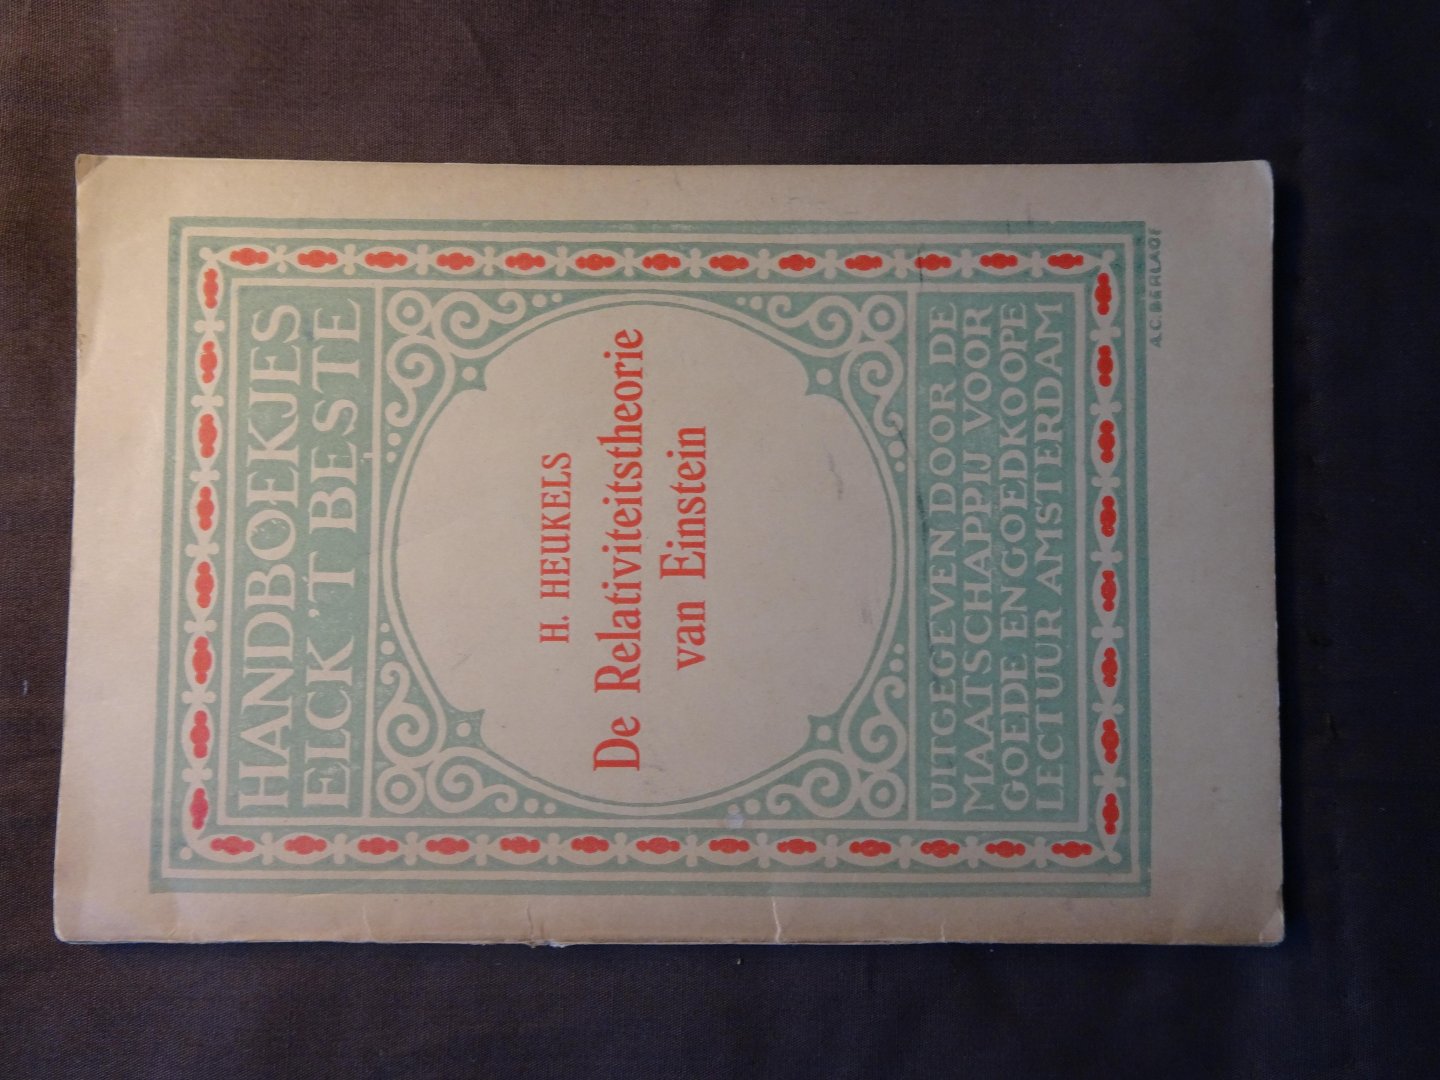 HANDBOEKJES
ELCK 'T BESTE
H. HEUKELS
De Relativiteitstheorie
van Einstein
UITGEGEVEN DOOR DE
MAATSCHAPPIJ VOOR
GOEDE EN GOEDKOOPE
LECTUUR AMSTERDAM
A.C. BERLAGE